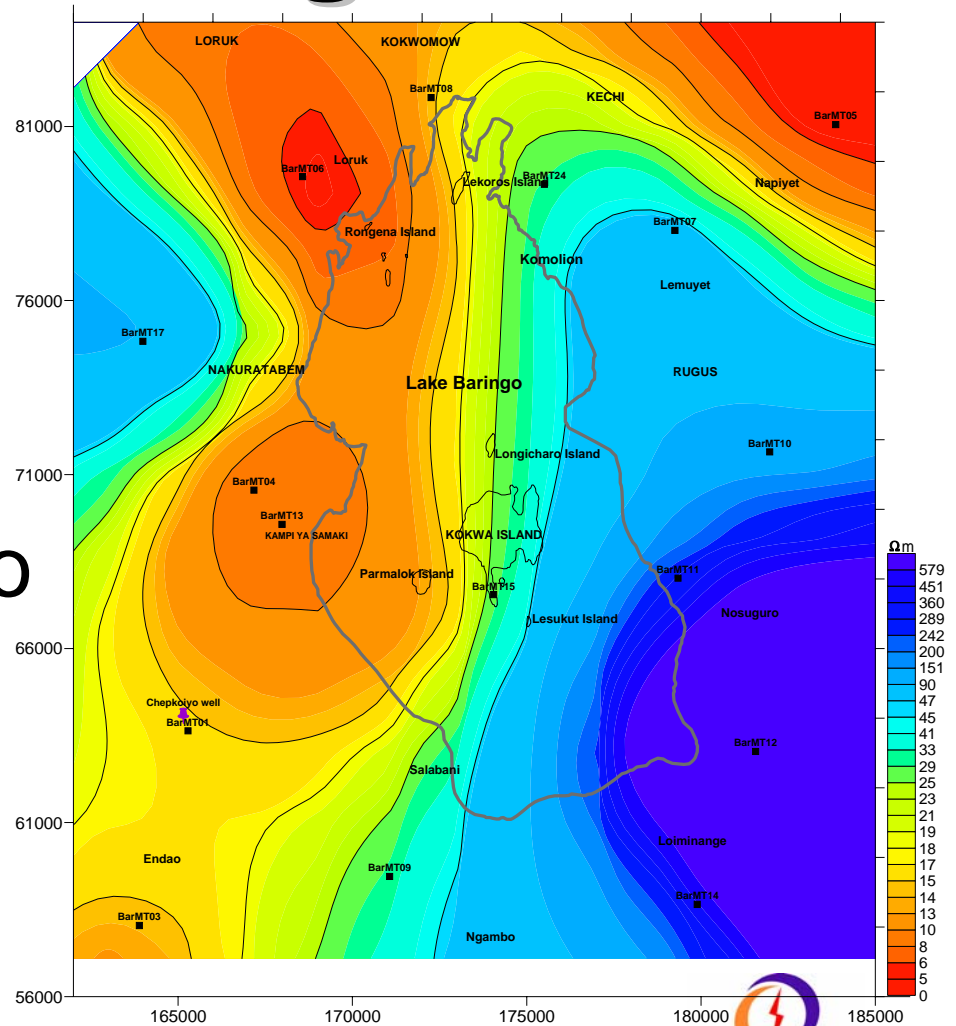 LORUK
KOKWOMOW
BarMT08
KECHI
BarMT05
81000
Loruk
BarMT06
Lekoros Island
BarMT24
Napiyet
BarMT07
Rongena Island
Komolion
Lemuyet
76000
BarMT17
NAKURATABEM
RUGUS
Lake Baringo
BarMT10
Longicharo Island
71000
BarMT04
BarMT13
KAMPI YA SAMAKI
KOKWA ISLAND
Ωm
BarMT11
Parmalok Island
BarMT15
Nosuguro
Lesukut Island
66000
Chepkoiyo well
BarMT01
BarMT12
Salabani
61000
Loiminange
Endao
BarMT09
BarMT14
BarMT03
Ngambo
56000
579
451
360
289
242
200
151
90
47
45
41
33
29
25
23
21
19
18
17
15
14
13
10
8
6
5
0
165000
170000
175000
180000
185000